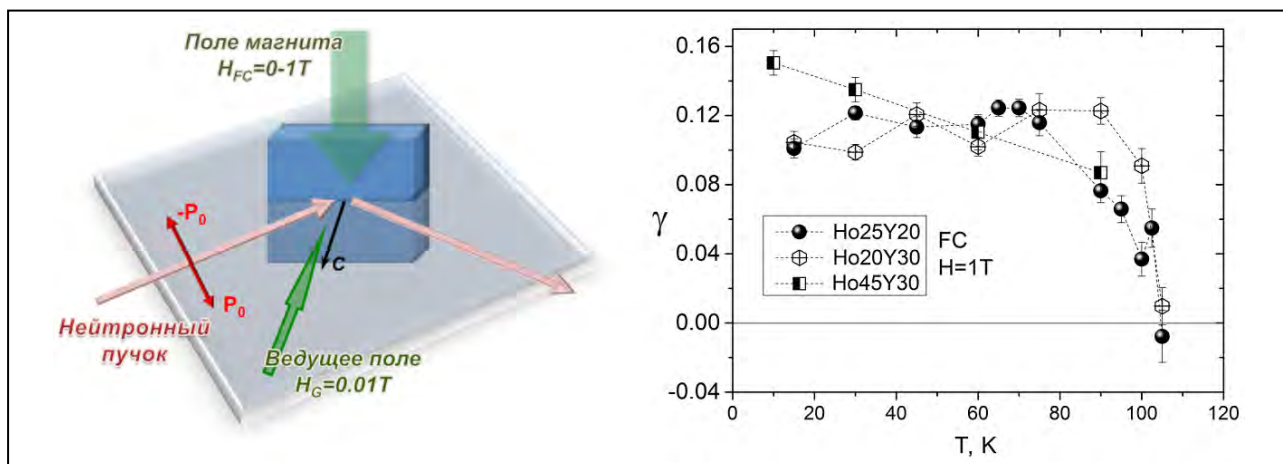 Поле магнита
H_FC=0-1T
-P₀
P₀
C
Нейтронный
пучок
Ведущее поле
H_G=0.01T
0.16
0.12
0.08
0.04
0.00
-0.04
γ
Ho25Y20
Ho20Y30
Ho45Y30
FC
H=1T
0
20
40
60
80
100
120
T, K